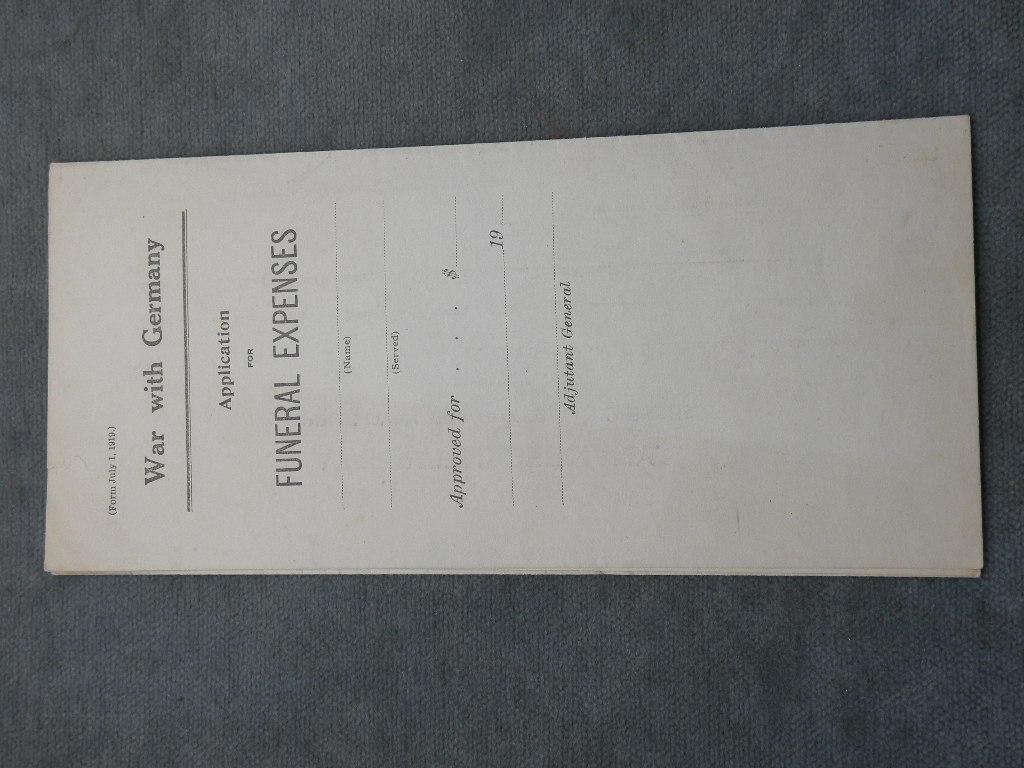 (Form July 1, 1919.)
War with Germany
Application
FOR
FUNERAL EXPENSES
(Name)
(Served)
Approved for . . . . $
19
Adjutant General